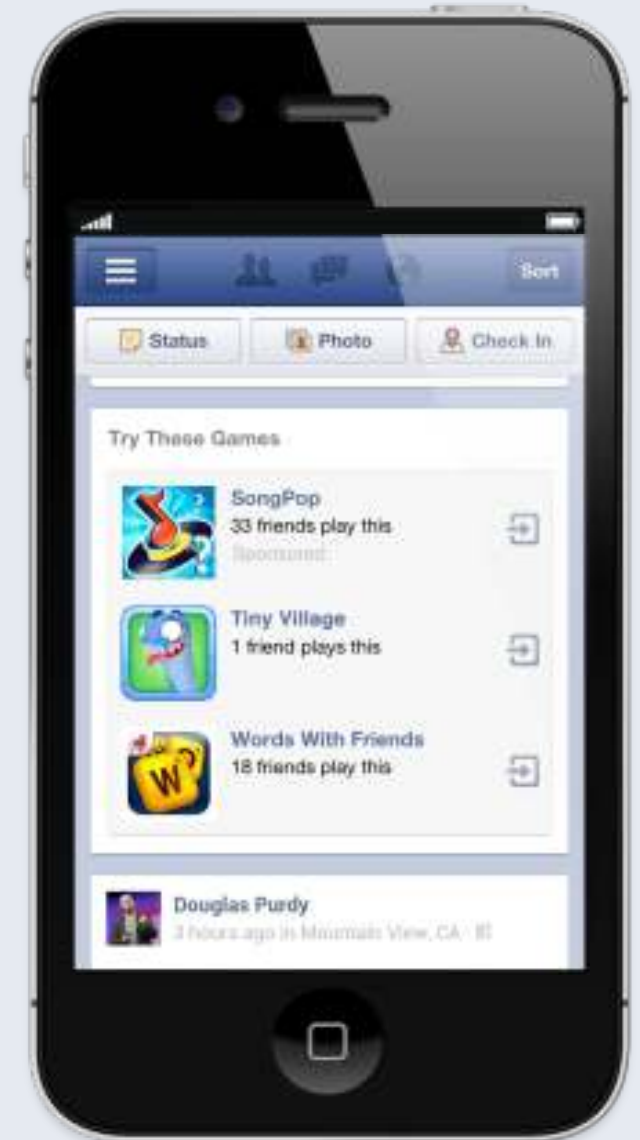 Sort
Status
Photo
Check In
Try These Games
SongPop
33 friends play this
Sponsored
Tiny Village
1 friend plays this
Words With Friends
18 friends play this
W
Douglas Purdy
3 hours ago in Mountain View, CA